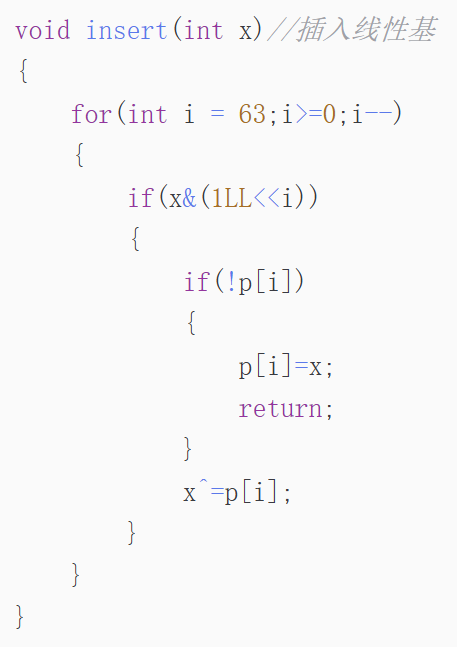 void insert(int x)//插入线性基
{
    for(int i = 63;i>=0;i--)
    {
        if(x&(1LL<<i))
        {
            if(!p[i])
            {
                p[i]=x;
                return;
            }
            x^=p[i];
        }
    }
}